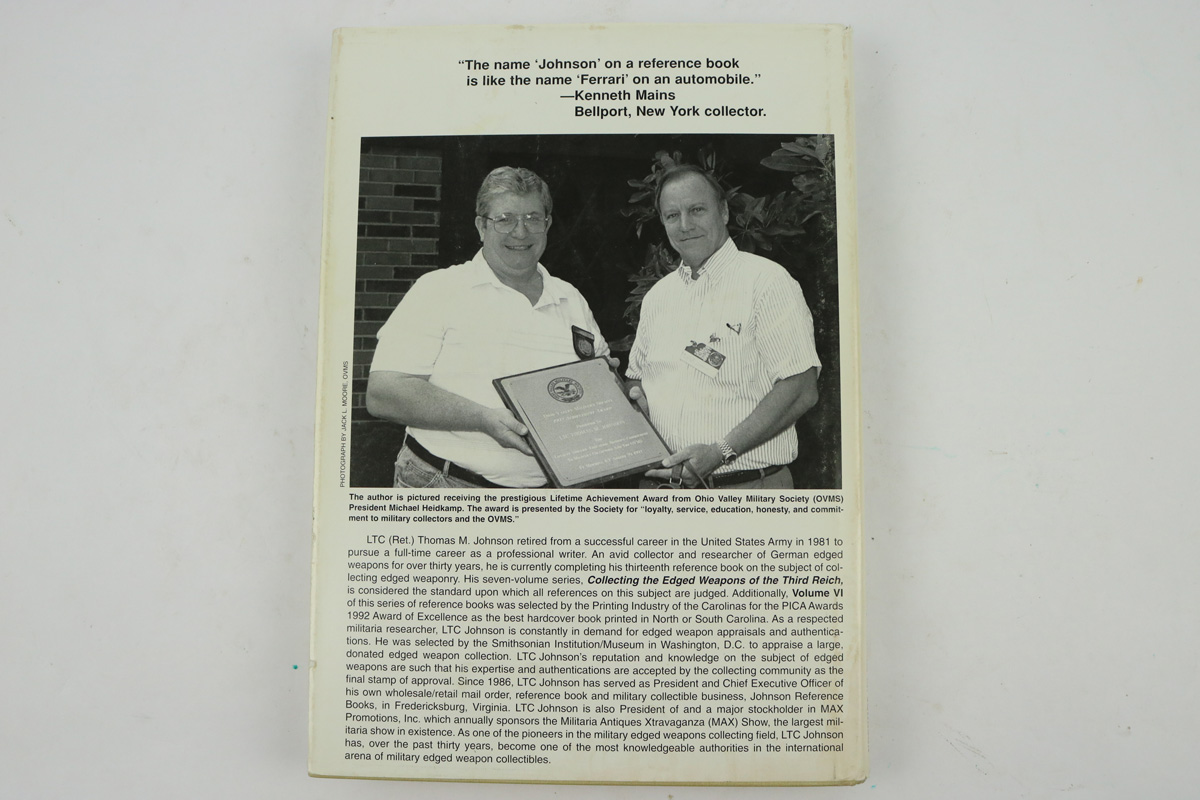 “The name ‘Johnson’ on a reference book
is like the name ‘Ferrari’ on an automobile.”
—Kenneth Mains
Bellport, New York collector.
PHOTOGRAPH BY JACK L. MOORE, OVMS
The author is pictured receiving the prestigious Lifetime Achievement Award from Ohio Valley Military Society (OVMS)
President Michael Heidkamp. The award is presented by the Society for “loyalty, service, education, honesty, and commit-
ment to military collectors and the OVMS.”
LTC (Ret.) Thomas M. Johnson retired from a successful career in the United States Army in 1981 to
pursue a full-time career as a professional writer. An avid collector and researcher of German edged
weapons for over thirty years, he is currently completing his thirteenth reference book on the subject of col-
lecting edged weaponry. His seven-volume series, Collecting the Edged Weapons of the Third Reich,
is considered the standard upon which all references on this subject are judged. Additionally, Volume VI
of this series of reference books was selected by the Printing Industry of the Carolinas for the PICA Awards
1992 Award of Excellence as the best hardcover book printed in North or South Carolina. As a respected
militaria researcher, LTC Johnson is constantly in demand for edged weapon appraisals and authentica-
tions. He was selected by the Smithsonian Institution/Museum in Washington, D.C. to appraise a large,
donated edged weapon collection. LTC Johnson’s reputation and knowledge on the subject of edged
weapons are such that his expertise and authentications are accepted by the collecting community as the
final stamp of approval. Since 1986, LTC Johnson has served as President and Chief Executive Officer of
his own wholesale/retail mail order, reference book and military collectible business, Johnson Reference
Books, in Fredericksburg, Virginia. LTC Johnson is also President of and a major stockholder in MAX
Promotions, Inc. which annually sponsors the Militaria Antiques Xtravaganza (MAX) Show, the largest mil-
itaria show in existence. As one of the pioneers in the military edged weapons collecting field, LTC Johnson
has, over the past thirty years, become one of the most knowledgeable authorities in the international
arena of military edged weapon collectibles.